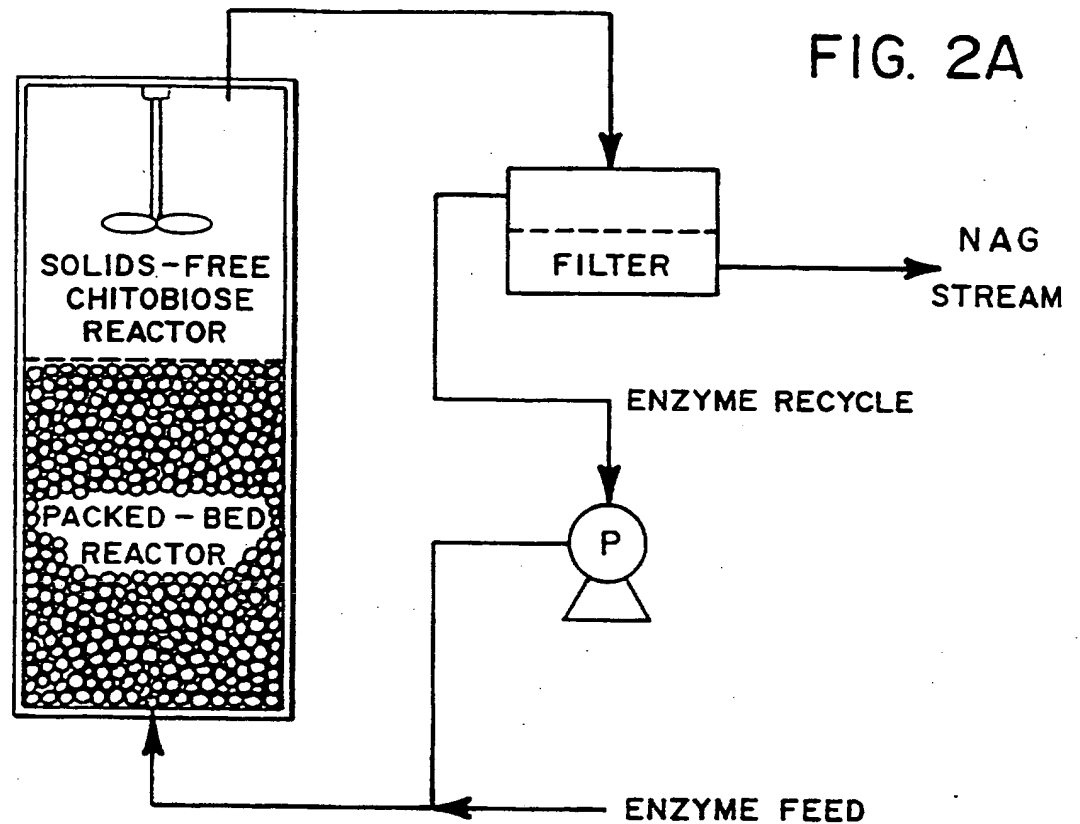 FIG. 2A
SOLIDS-FREE
CHITOBIOSE
REACTOR
FILTER
NAG
STREAM
ENZYME RECYCLE
PACKED-BED
REACTOR
P
ENZYME FEED